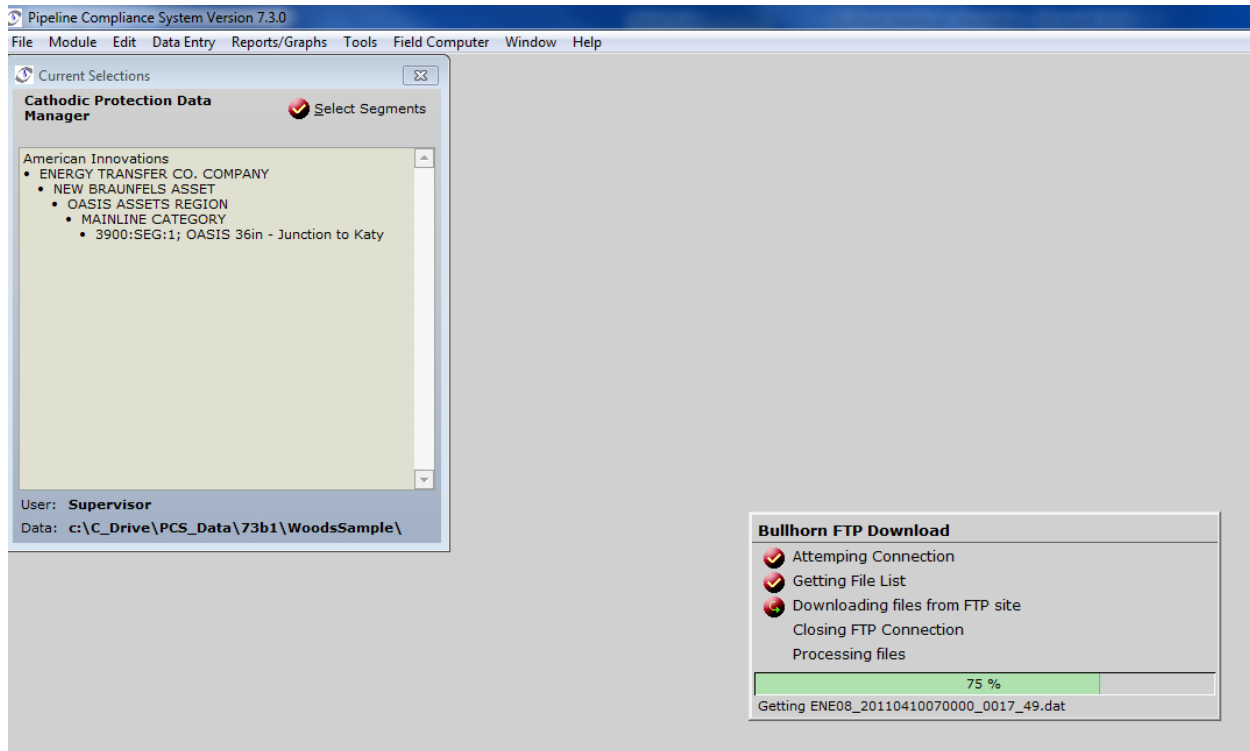 Pipeline Compliance System Version 7.3.0
File Module Edit Data Entry Reports/Graphs Tools Field Computer Window Help
Current Selections
Cathodic Protection Data
Manager
Select Segments
American Innovations
• ENERGY TRANSFER CO. COMPANY
• NEW BRAUNFELS ASSET
• OASIS ASSETS REGION
• MAINLINE CATEGORY
• 3900:SEG:1; OASIS 36in - Junction to Katy
User: Supervisor
Data: c:\C_Drive\PCS_Data\73b1\WoodsSample\
Bullhorn FTP Download
Attemping Connection
Getting File List
Downloading files from FTP site
Closing FTP Connection
Processing files
75 %
Getting ENE08_20110410070000_0017_49.dat